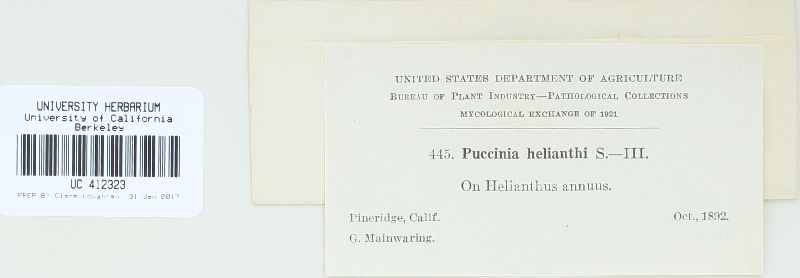 UNIVERSITY HERBARIUM
University of California
Berkeley
UC 412323
PREP BY Clare Loughran, 31 Jan 2017
UNITED STATES DEPARTMENT OF AGRICULTURE
BUREAU OF PLANT INDUSTRY—PATHOLOGICAL COLLECTIONS
MYCOLOGICAL EXCHANGE OF 1921
445. Puccinia helianthi S.—III.
On Helianthus annuus.
Pineridge, Calif. Oct., 1892.
G. Mainwaring.